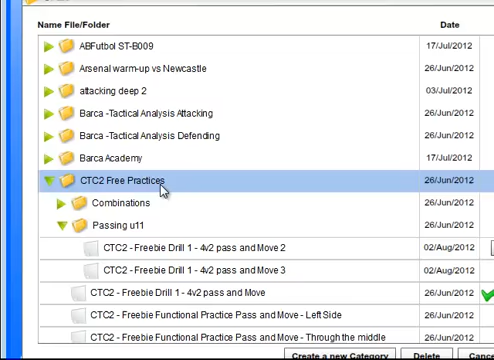 Name File/Folder Date
ABFutbol ST-B009 17/Jul/2012
Arsenal warm-up vs Newcastle 26/Jun/2012
attacking deep 2 03/Jul/2012
Barca -Tactical Analysis Attacking 26/Jun/2012
Barca -Tactical Analysis Defending 26/Jun/2012
Barca Academy 17/Jul/2012
CTC2 Free Practices 26/Jun/2012
Combinations 26/Jun/2012
Passing u11 26/Jun/2012
CTC2 - Freebie Drill 1 - 4v2 pass and Move 2 02/Aug/2012
CTC2 - Freebie Drill 1 - 4v2 pass and Move 3 02/Aug/2012
CTC2 - Freebie Drill 1 - 4v2 pass and Move 26/Jun/2012
CTC2 - Freebie Functional Practice Pass and Move - Left Side 26/Jun/2012
CTC2 - Freebie Functional Practice Pass and Move - Through the middle 26/Jun/2012
Create a new Category Delete Cance